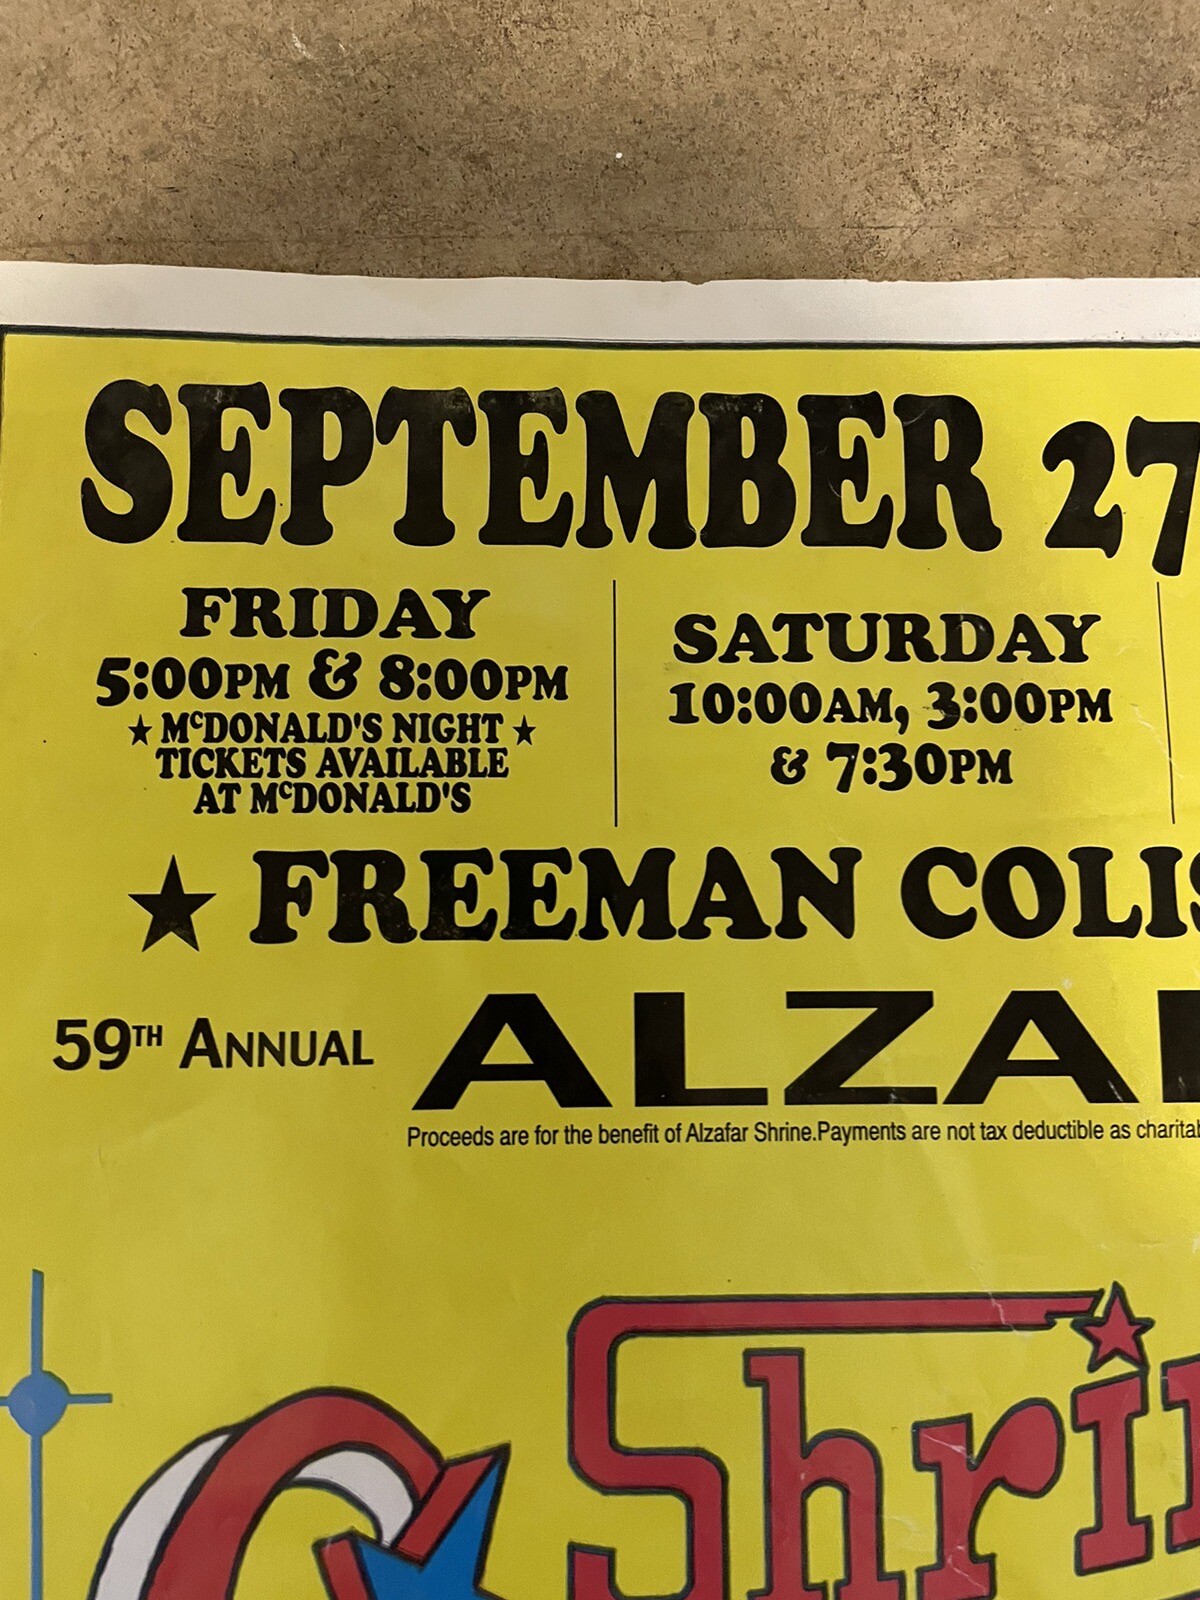 SEPTEMBER 27
FRIDAY
5:00PM & 8:00PM
★ McDONALD'S NIGHT ★
TICKETS AVAILABLE
AT McDONALD'S
SATURDAY
10:00AM, 3:00PM
& 7:30PM
★ FREEMAN COLIS
59TH ANNUAL ALZA
Proceeds are for the benefit of Alzafar Shrine.Payments are not tax deductible as charitab
Shrin